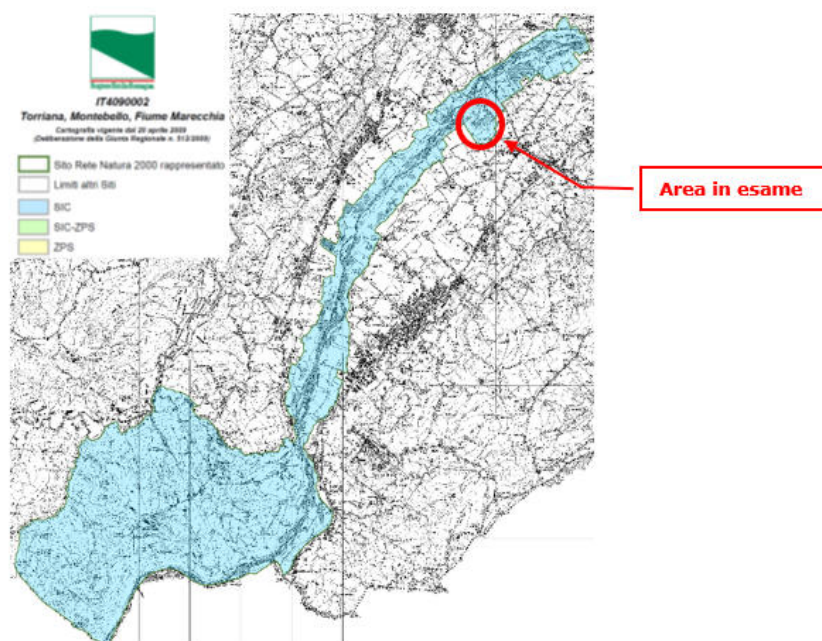 IT4090002
Torriana, Montebello, Fiume Marecchia
Cartografia vigente dal 20 aprile 2009
(Deliberazione della Giunta Regionale n. 512/2009)
Sito Rete Natura 2000 rappresentato
Limiti altri Siti
SIC
SIC-ZPS
ZPS
Area in esame